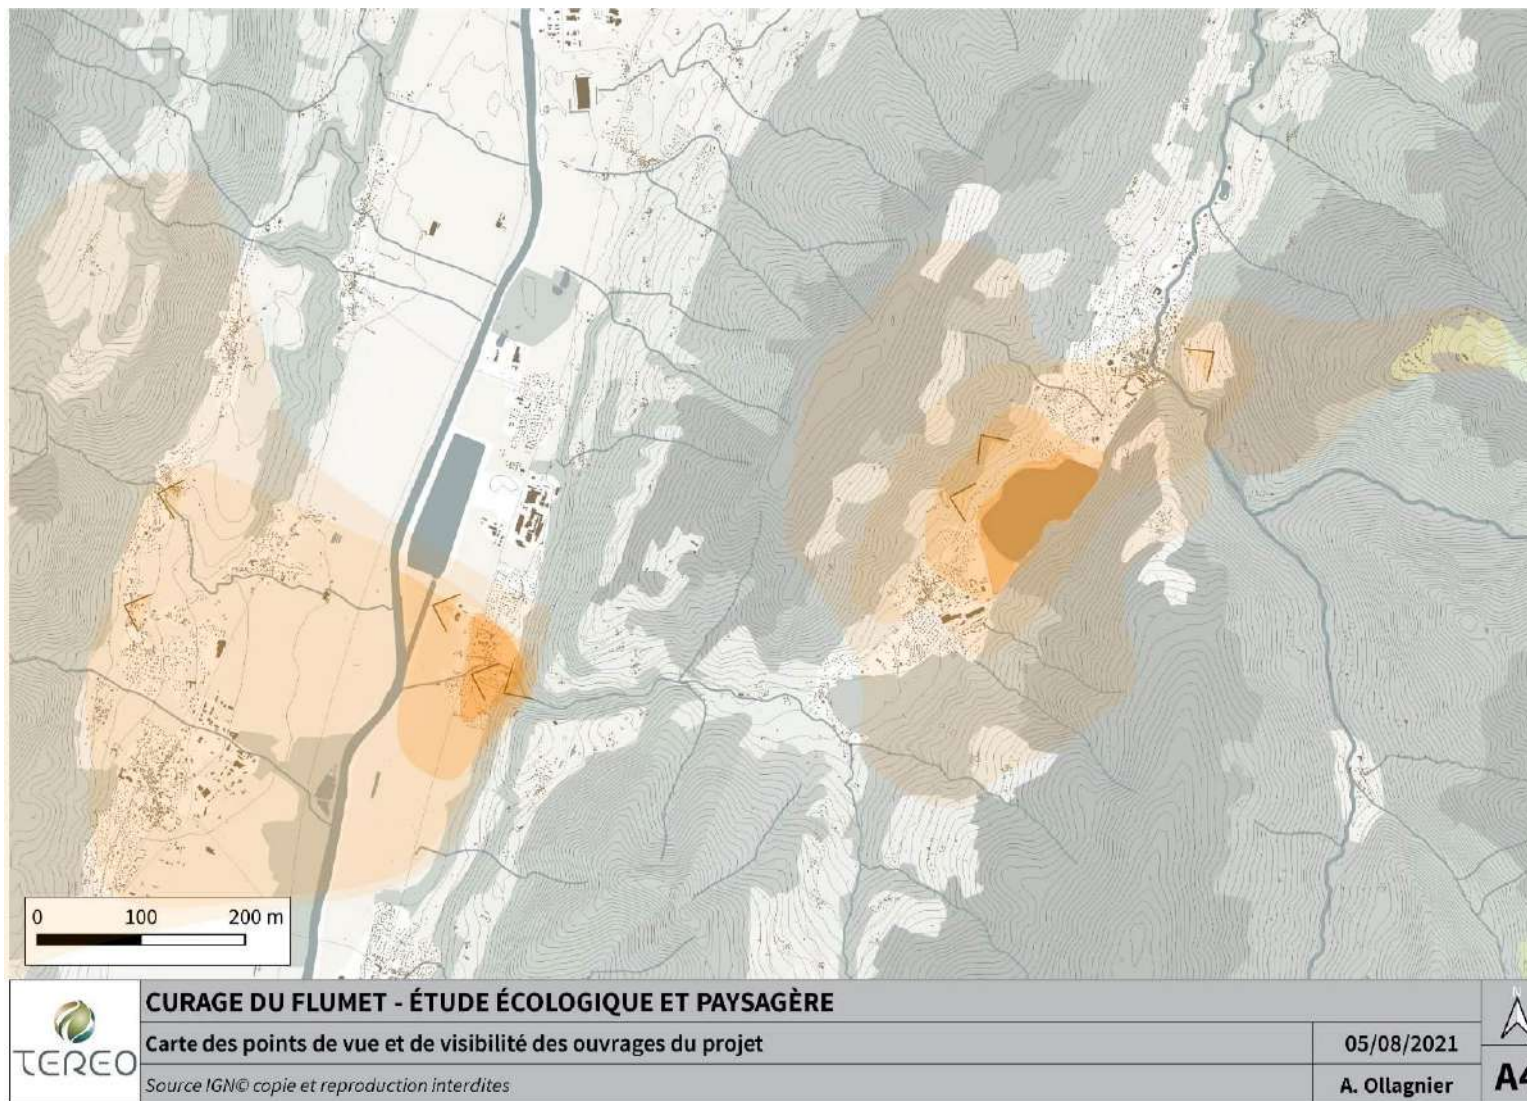 0 100 200 m
TEREO
CURAGE DU FLUMET - ÉTUDE ÉCOLOGIQUE ET PAYSAGÈRE
Carte des points de vue et de visibilité des ouvrages du projet
Source IGN© copie et reproduction interdites
05/08/2021
A. Ollagnier
N
A4